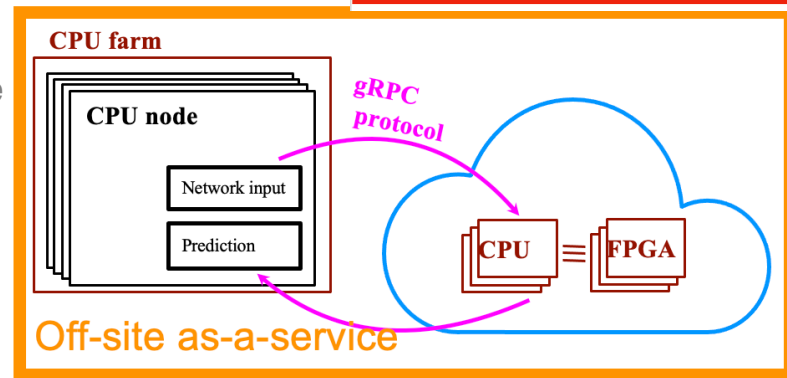 CPU farm
e
CPU node
gRPC
protocol
Network input
Prediction
CPU
≡
FPGA
Off-site as-a-service